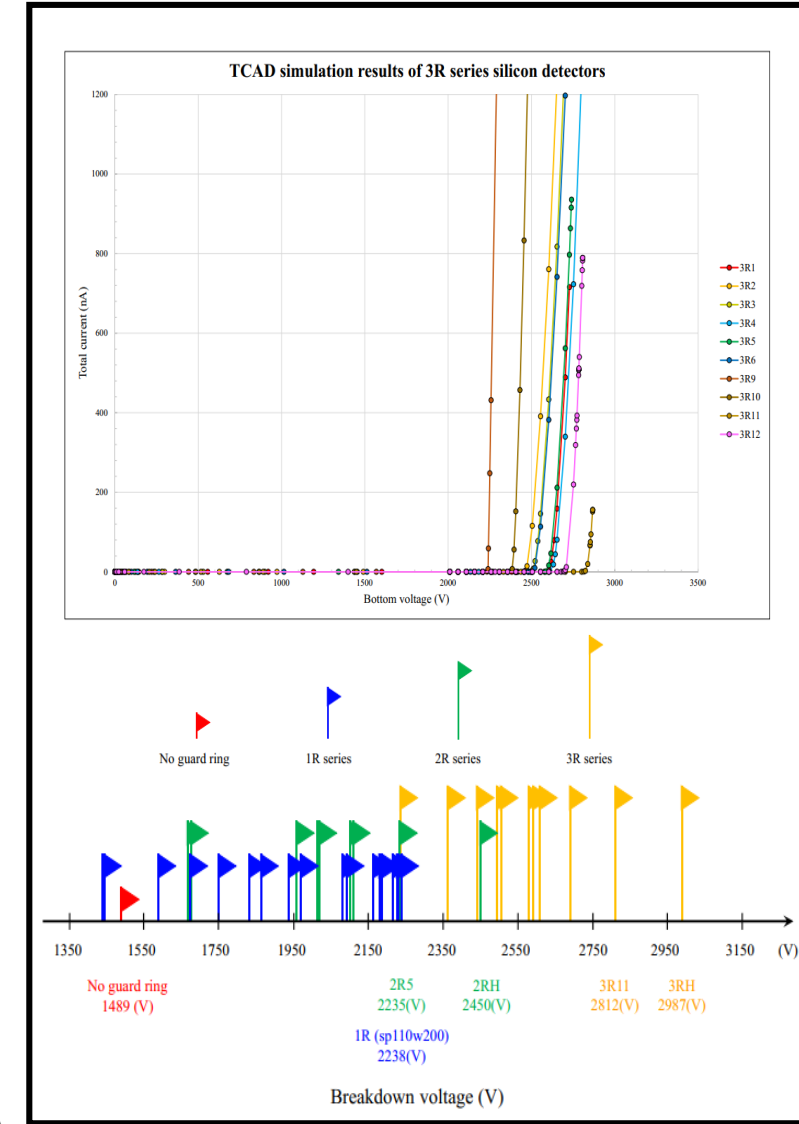 TCAD simulation results of 3R series silicon detectors
1200
1000
800
600
400
200
0
Total current (nA)
0 500 1000 1500 2000 2500 3000 3500
Bottom voltage (V)
3R1
3R2
3R3
3R4
3R5
3R6
3R9
3R10
3R11
3R12
No guard ring 1R series 2R series 3R series
1350 1550 1750 1950 2150 2350 2550 2750 2950 3150 (V)
No guard ring 2R5 2RH 3R11 3RH
1489 (V) 2235(V) 2450(V) 2812(V) 2987(V)
1R (sp110w200)
2238(V)
Breakdown voltage (V)